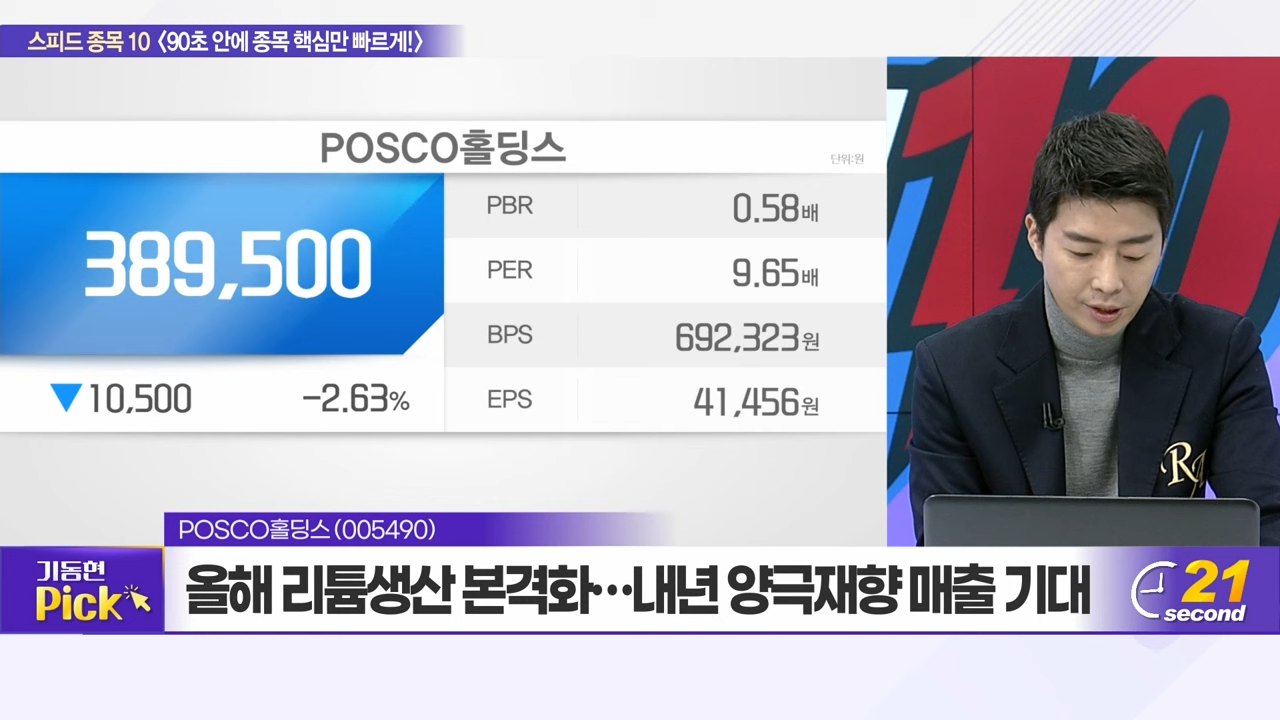 스피드 종목 10 〈90초 안에 종목 핵심만 빠르게!〉
POSCO홀딩스
단위:원
389,500
▼10,500 -2.63%
PBR 0.58배
PER 9.65배
BPS 692,323원
EPS 41,456원
10
POSCO홀딩스(005490)
기동현
Pick
올해 리튬생산 본격화…내년 양극재향 매출 기대
21
second